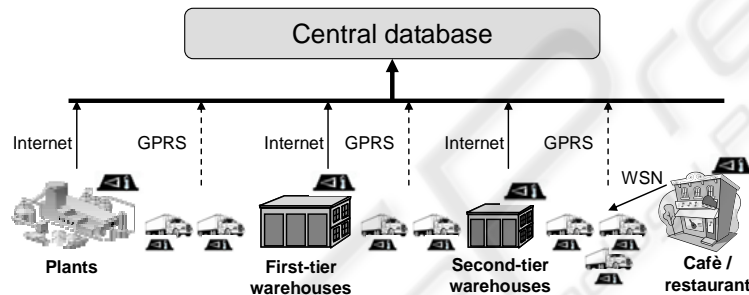 Central database
Internet GPRS Internet GPRS Internet GPRS
WSN
Plants
First-tier
warehouses
Second-tier
warehouses
Cafè /
restaurant